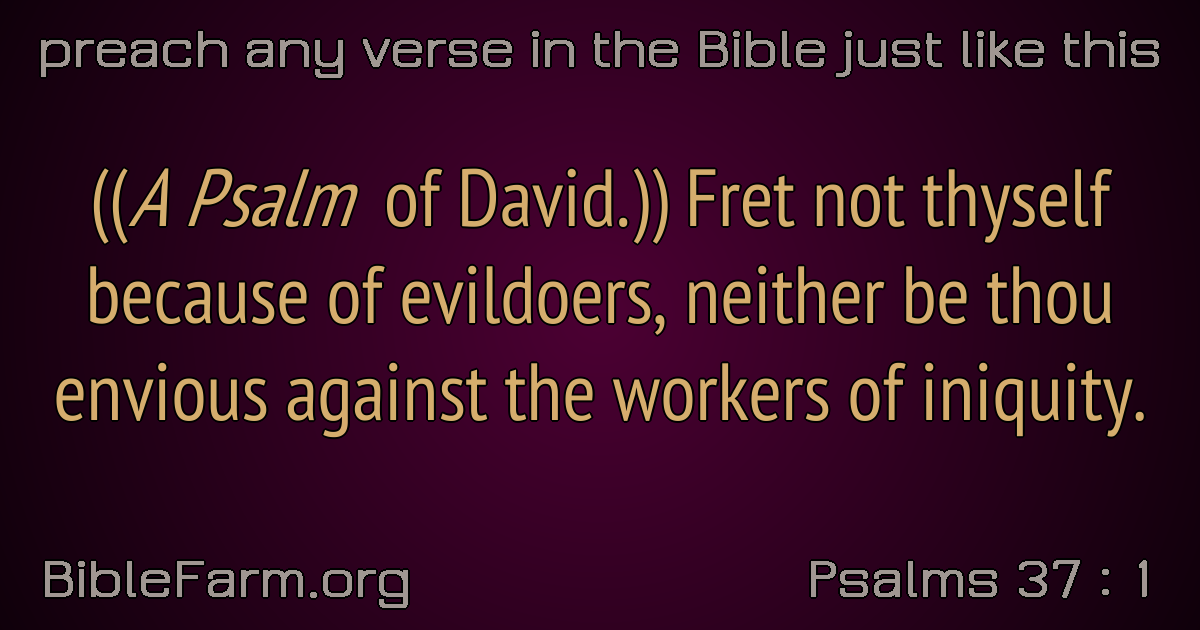 preach any verse in the Bible just like this
((A Psalm of David.)) Fret not thyself
because of evildoers, neither be thou
envious against the workers of iniquity.
BibleFarm.org
Psalms 37 : 1